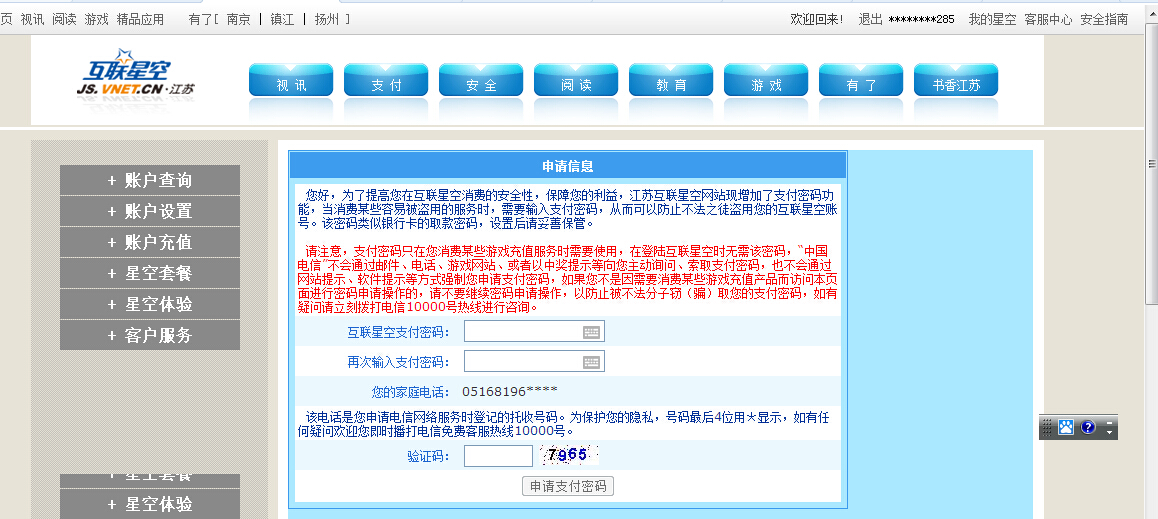 页 视讯 阅读 游戏 精品应用 有了[ 南京 | 镇江 | 扬州 ] 欢迎回来! 退出 ********285 我的星空 客服中心 安全指南
互联星空
JS.VNET.CN·江苏
视 讯 支 付 安 全 阅 读 教 育 游 戏 有 了 书香江苏
+ 账户查询
+ 账户设置
+ 账户充值
+ 星空套餐
+ 星空体验
+ 客户服务
申请信息
您好，为了提高您在互联星空消费的安全性，保障您的利益，江苏互联星空网站现增加了支付密码功
能，当消费某些容易被盗用的服务时，需要输入支付密码，从而可以防止不法之徒盗用您的互联星空账
号。该密码类似银行卡的取款密码，设置后请妥善保管。
请注意，支付密码只在您消费某些游戏充值服务时需要使用，在登陆互联星空时无需该密码，“中国
电信”不会通过邮件、电话、游戏网站、或者以中奖提示等向您主动询问、索取支付密码，也不会通过
网站提示、软件提示等方式强制您申请支付密码，如果您不是因需要消费某些游戏充值产品而访问本页
面进行密码申请操作的，请不要继续密码申请操作，以防止被不法分子窃（骗）取您的支付密码，如有
疑问请立刻拨打电信10000号热线进行咨询。
互联星空支付密码：
再次输入支付密码：
您的家庭电话： 05168196****
该电话是您申请电信网络服务时登记的托收号码。为保护您的隐私，号码最后4位用＊显示，如有任
何疑问欢迎您即时播打电信免费客服热线10000号。
验证码： 7965
申请支付密码
+ 星空套餐
+ 星空体验